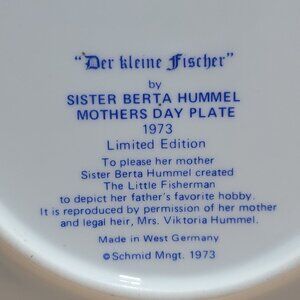 "Der kleine Fischer"
by
SISTER BERTA HUMMEL
MOTHERS DAY PLATE
1973
Limited Edition
To please her mother
Sister Berta Hummel created
The Little Fisherman
to depict her father's favorite hobby.
It is reproduced by permission of her mother
and legal heir, Mrs. Viktoria Hummel.
Made in West Germany
©Schmid Mngt. 1973